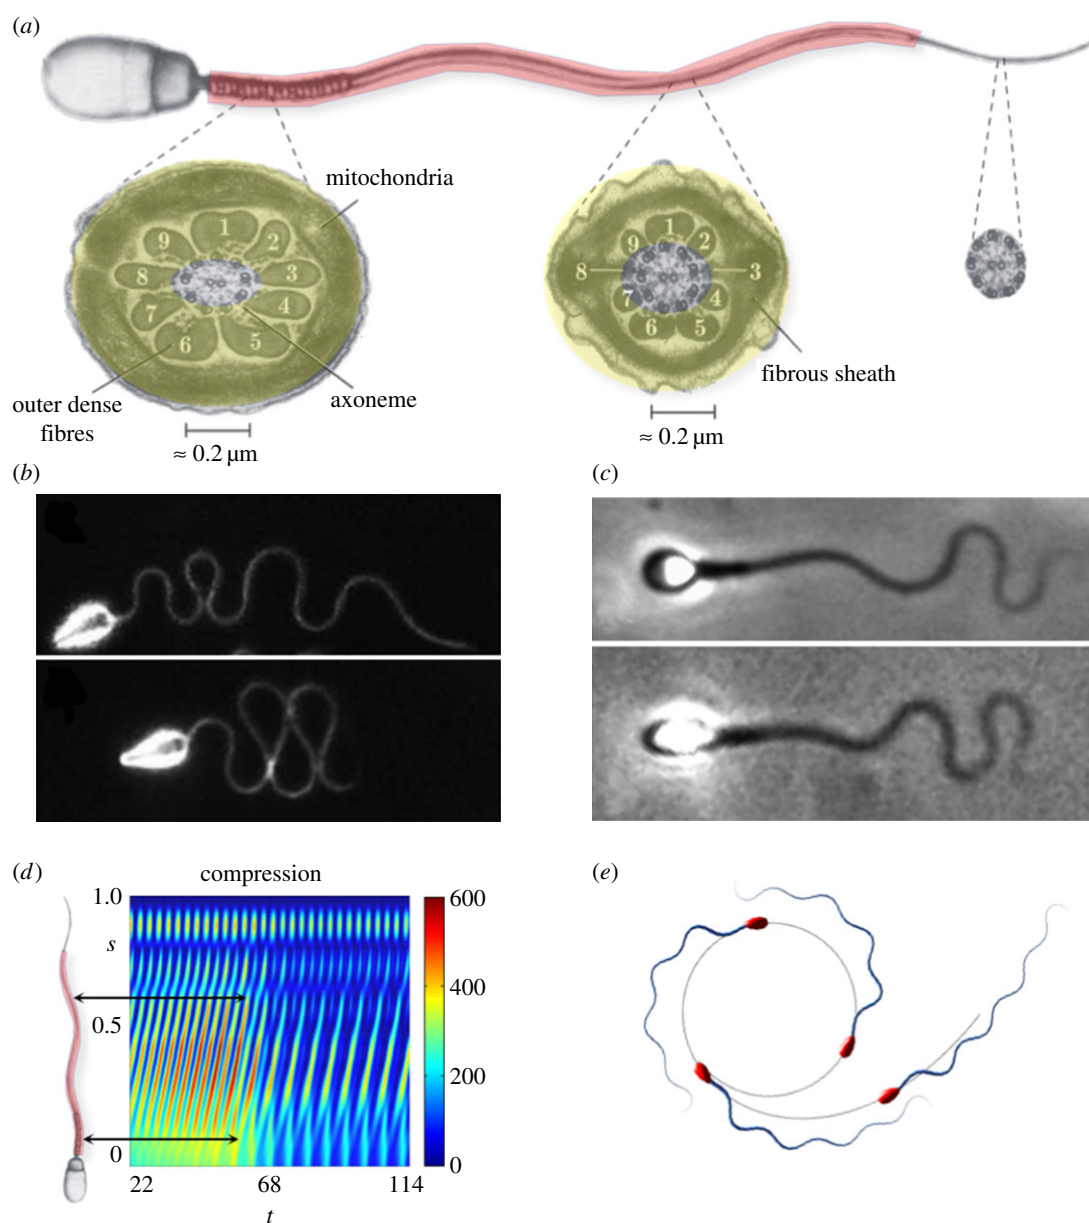 (a)
mitochondria
1
2
3
4
5
6
7
8
9
1
2
3
4
5
6
7
8
9
outer dense
fibres
axoneme
fibrous sheath
≈ 0.2 µm
≈ 0.2 µm
(b)
(c)
(d)
compression
1.0
s
0.5
0
22
68
114
t
600
400
200
0
(e)